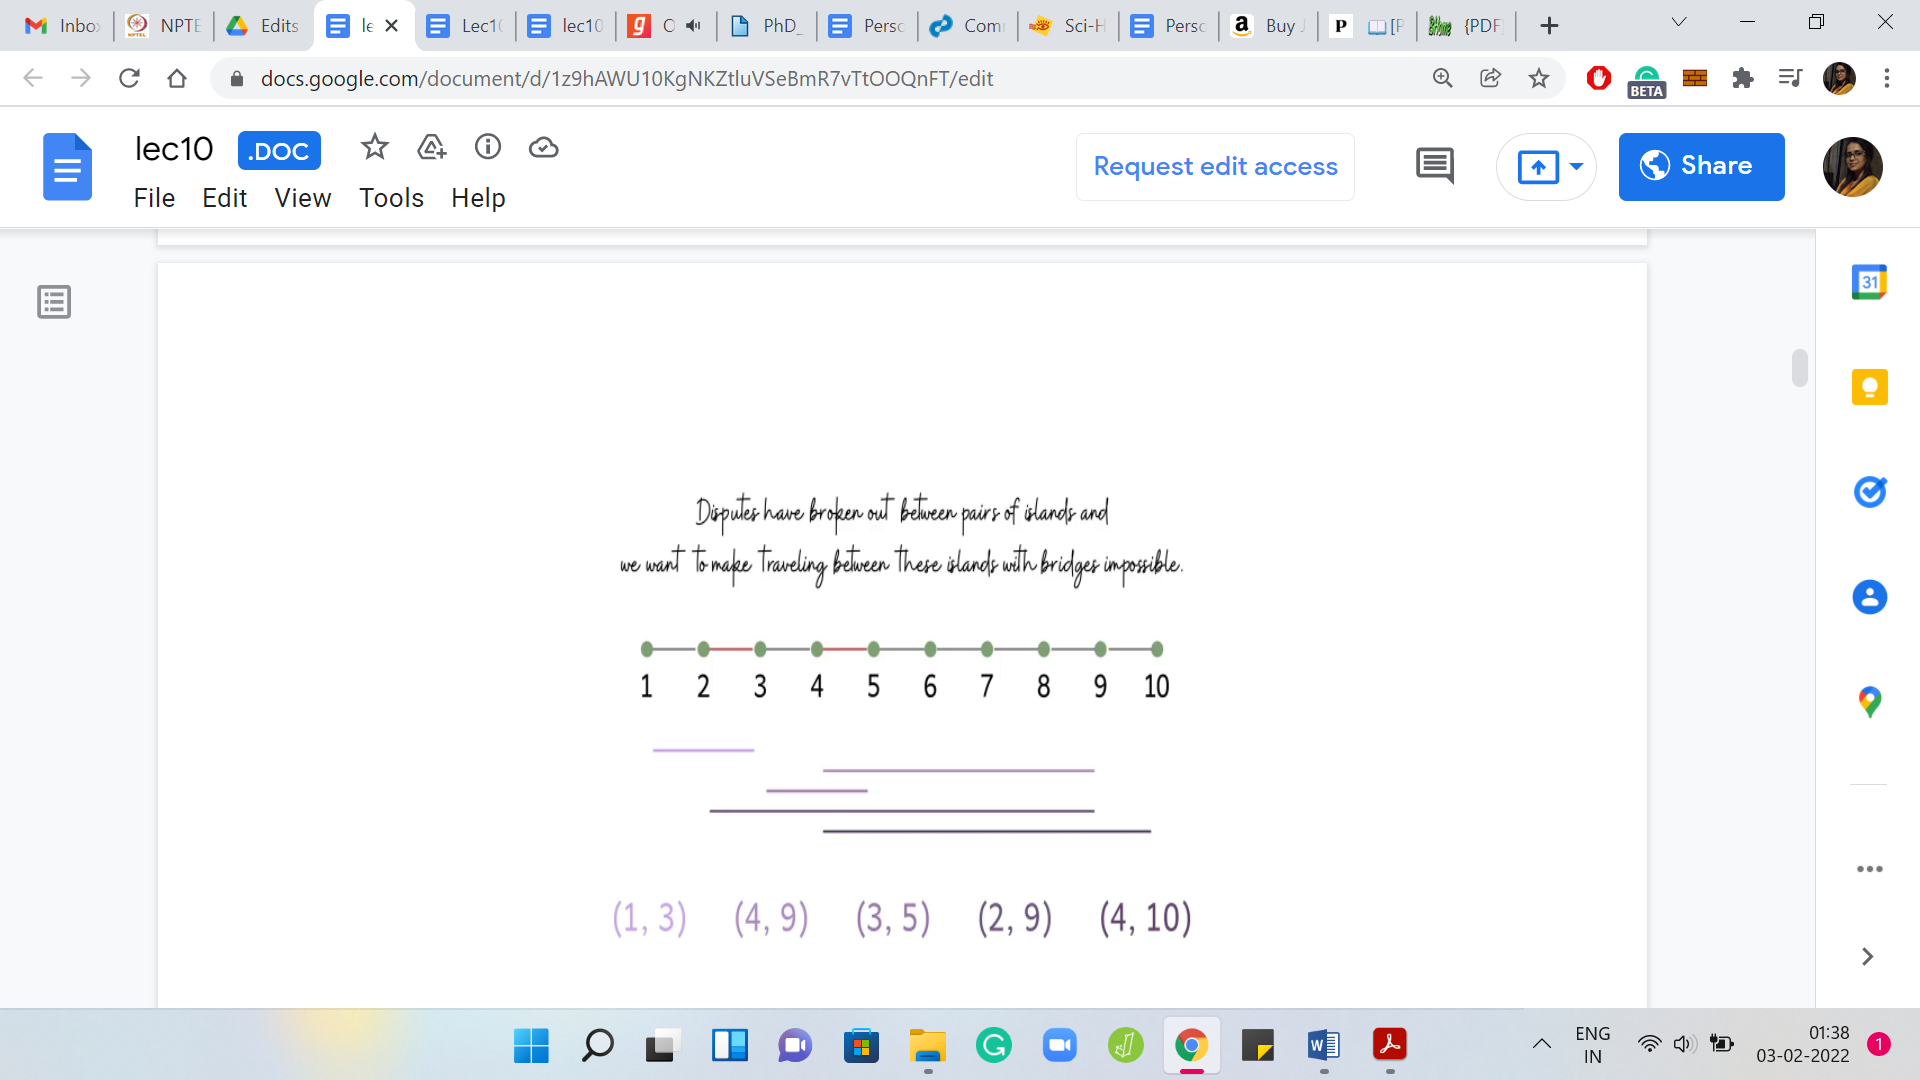 Inbo
NPTE
Edits
le
Lec10
lec10
O
PhD_
Perso
Comm
Sci-H
Perso
Buy J
[P
{PDF}
docs.google.com/document/d/1z9hAWU10KgNKZtluVSeBmR7vTtOOQnFT/edit
BETA
lec10 .DOC
Request edit access
Share
File Edit View Tools Help
31
Disputes have broken out between pairs of islands and
we want to make traveling between these islands with bridges impossible.
1 2 3 4 5 6 7 8 9 10
(1, 3) (4, 9) (3, 5) (2, 9) (4, 10)
ENG
IN
01:38
03-02-2022
1